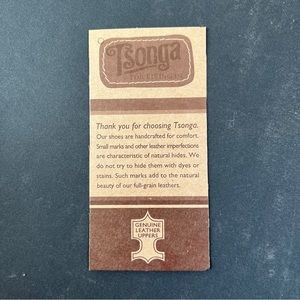 Tsonga
Thank you for choosing Tsonga.
Our shoes are handcrafted for comfort.
Small marks and other leather imperfections
are characteristic of natural hides. We
do not try to hide them with dyes or
stains. Such marks add to the natural
beauty of our full-grain leathers.
GENUINE
LEATHER
UPPERS